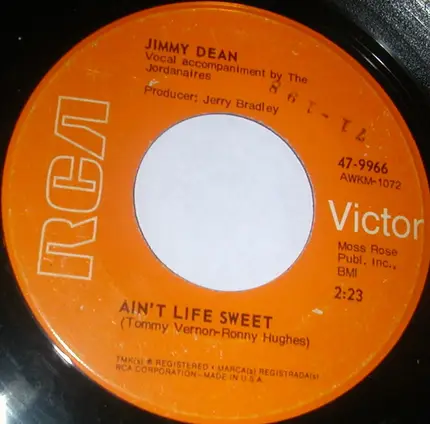 JIMMY DEAN
Vocal accompaniment by The
Jordanaires
Producer: Jerry Bradley
71-198
47-9966
AWKM-1072
RCA
Victor
Moss Rose
Publ., Inc.,
BMI
2:23
AIN'T LIFE SWEET
(Tommy Vernon-Ronny Hughes)
TMK(s) ® REGISTERED • MARCA(s) REGISTRADA(s)
RCA CORPORATION—MADE IN U.S.A.